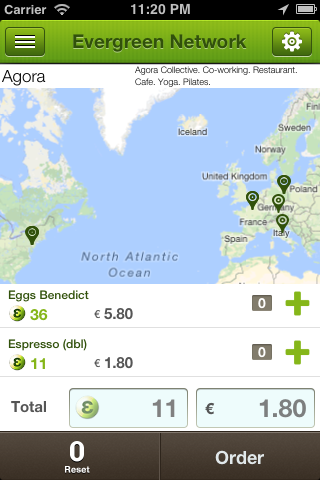 Carrier 11:20 PM
Evergreen Network
Agora
Agora Collective. Co-working. Restaurant.
Cafe. Yoga. Pilates.
Sweden
Iceland
Norway
United Kingdom
Poland
Germany
France
Italy
Spain
North Atlantic
Ocean
Eggs Benedict
36 € 5.80 0
Espresso (dbl)
11 € 1.80 0
Total 11 € 1.80
0
Reset
Order